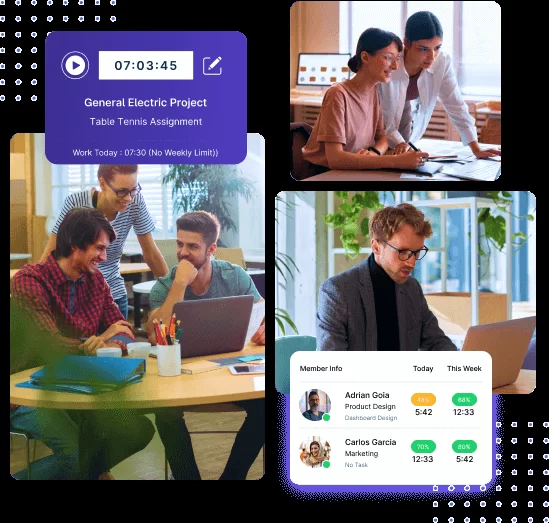 07:03:45
General Electric Project
Table Tennis Assignment
Work Today : 07:30 (No Weekly Limit))
Member Info Today This Week
Adrian Goia 45% 68%
Product Design 5:42 12:33
Dashboard Design
Carlos Garcia 70% 80%
Marketing 12:33 5:42
No Task